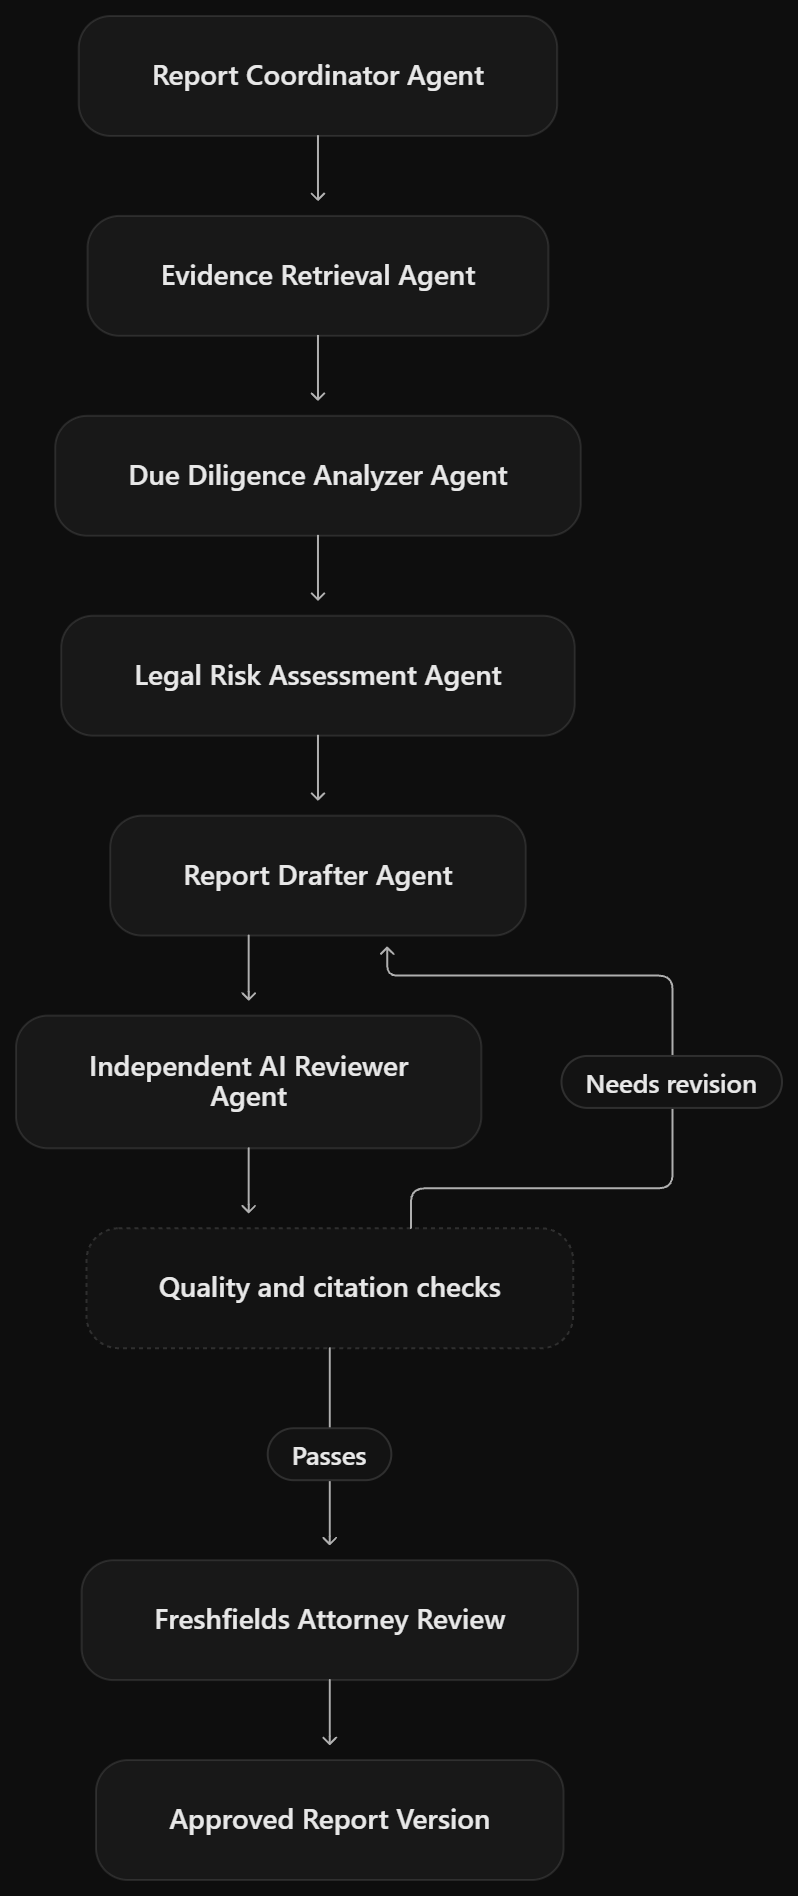 Report Coordinator Agent
Evidence Retrieval Agent
Due Diligence Analyzer Agent
Legal Risk Assessment Agent
Report Drafter Agent
Independent AI Reviewer
Agent
Needs revision
Quality and citation checks
Passes
Freshfields Attorney Review
Approved Report Version